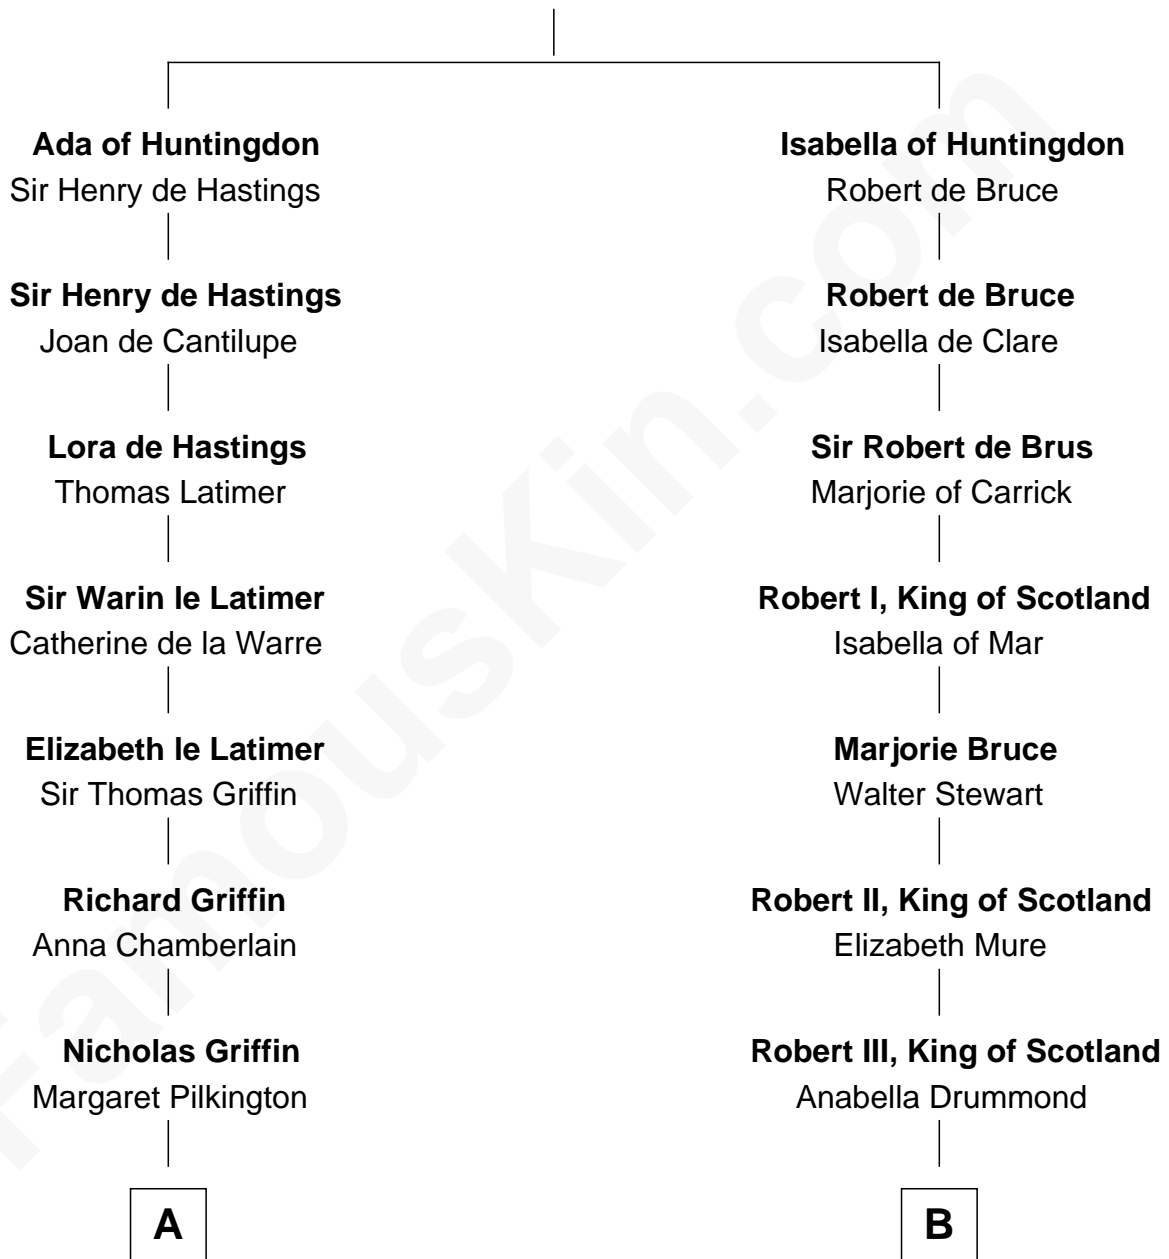 Ada of Huntingdon
Sir Henry de Hastings
Sir Henry de Hastings
Joan de Cantilupe
Lora de Hastings
Thomas Latimer
Sir Warin le Latimer
Catherine de la Warre
Elizabeth le Latimer
Sir Thomas Griffin
Richard Griffin
Anna Chamberlain
Nicholas Griffin
Margaret Pilkington
A
Isabella of Huntingdon
Robert de Bruce
Robert de Bruce
Isabella de Clare
Sir Robert de Brus
Marjorie of Carrick
Robert I, King of Scotland
Isabella of Mar
Marjorie Bruce
Walter Stewart
Robert II, King of Scotland
Elizabeth Mure
Robert III, King of Scotland
Anabella Drummond
B
FamousKin.com